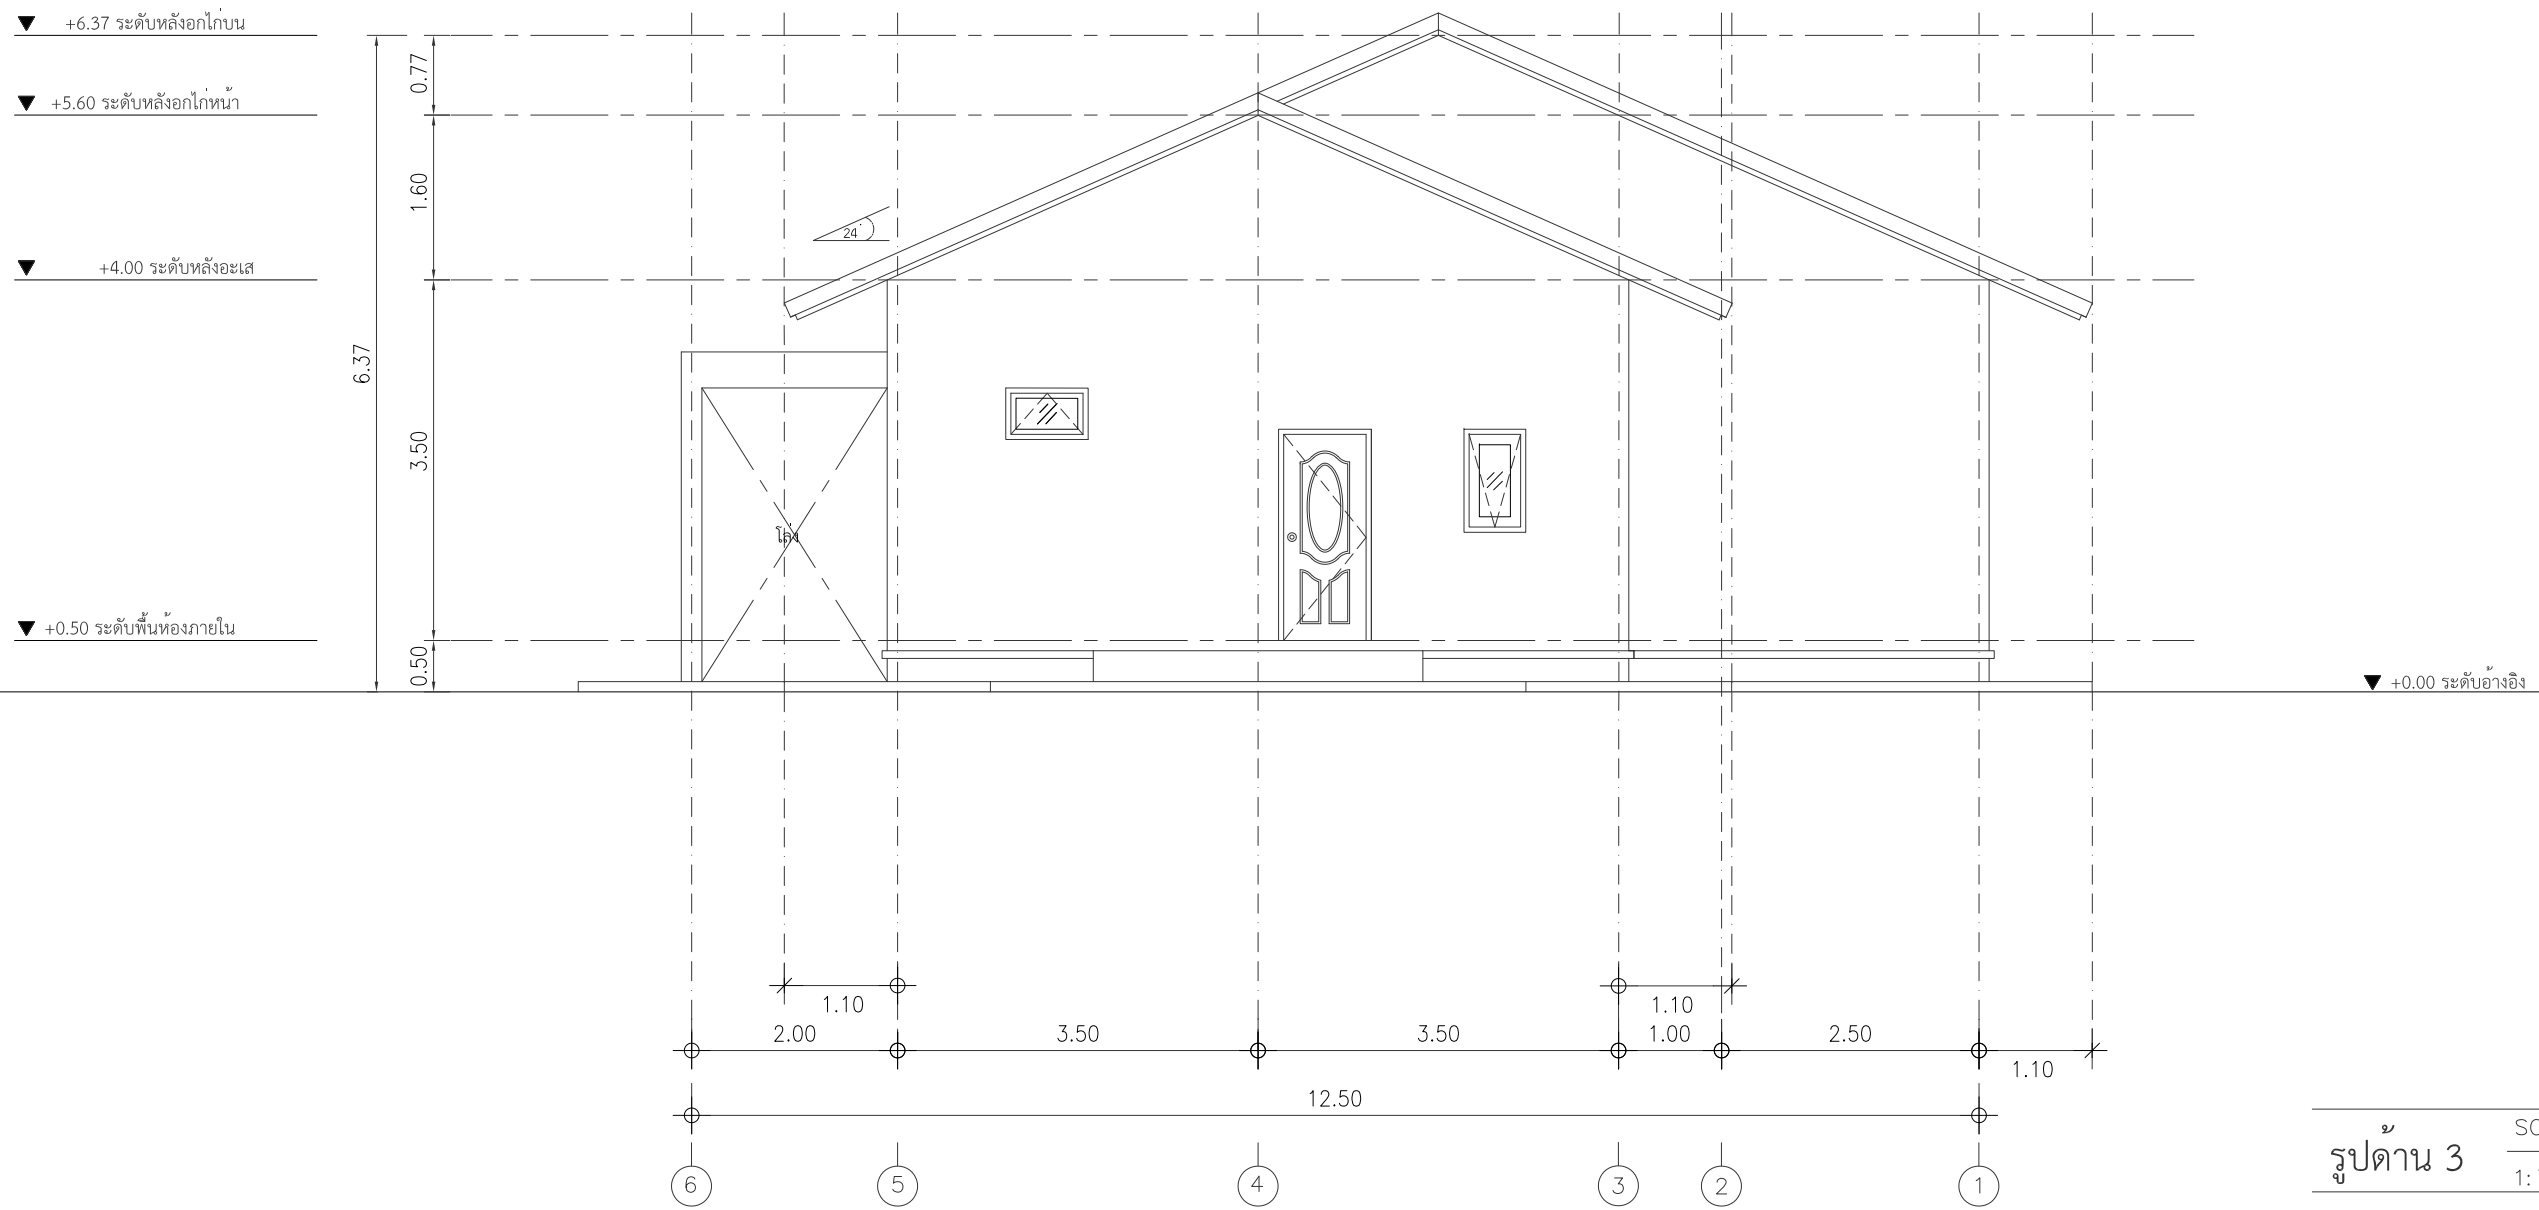 +6.37 ระดับหลังอกไก่บน
0.77
+5.60 ระดับหลังอกไก่หน้า
1.60
24°
+4.00 ระดับหลังอะเส
6.37
3.50
โล่ง
+0.50 ระดับพื้นห้องภายใน
0.50
+0.00 ระดับอ้างอิง
1.10 1.10
2.00 3.50 3.50 1.00 2.50
1.10
12.50
รูปด้าน 3
SC
1:
6 5 4 3 2 1